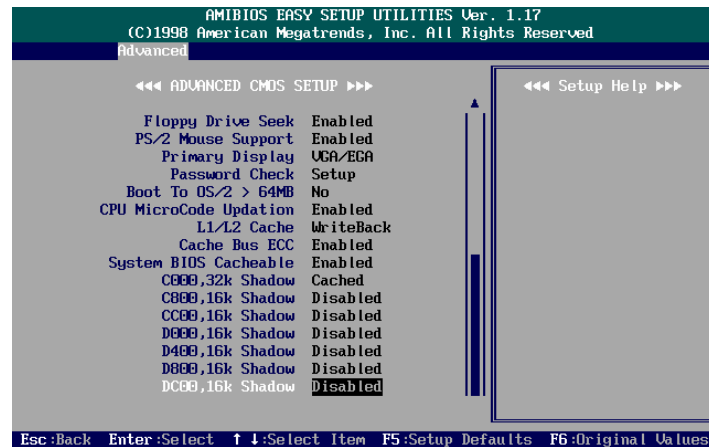 AMIBIOS EASY SETUP UTILITIES Ver. 1.17
(C)1998 American Megatrends, Inc. All Rights Reserved
Advanced
◄◄◄ ADVANCED CMOS SETUP ►►►
◄◄◄ Setup Help ►►►
Floppy Drive Seek Enabled
PS/2 Mouse Support Enabled
Primary Display VGA/EGA
Password Check Setup
Boot To OS/2 > 64MB No
CPU MicroCode Updation Enabled
L1/L2 Cache WriteBack
Cache Bus ECC Enabled
System BIOS Cacheable Enabled
C000,32k Shadow Cached
C800,16k Shadow Disabled
CC00,16k Shadow Disabled
D000,16k Shadow Disabled
D400,16k Shadow Disabled
D800,16k Shadow Disabled
DC00,16k Shadow Disabled
Esc:Back Enter:Select ↑ ↓:Select Item F5:Setup Defaults F6:Original Values